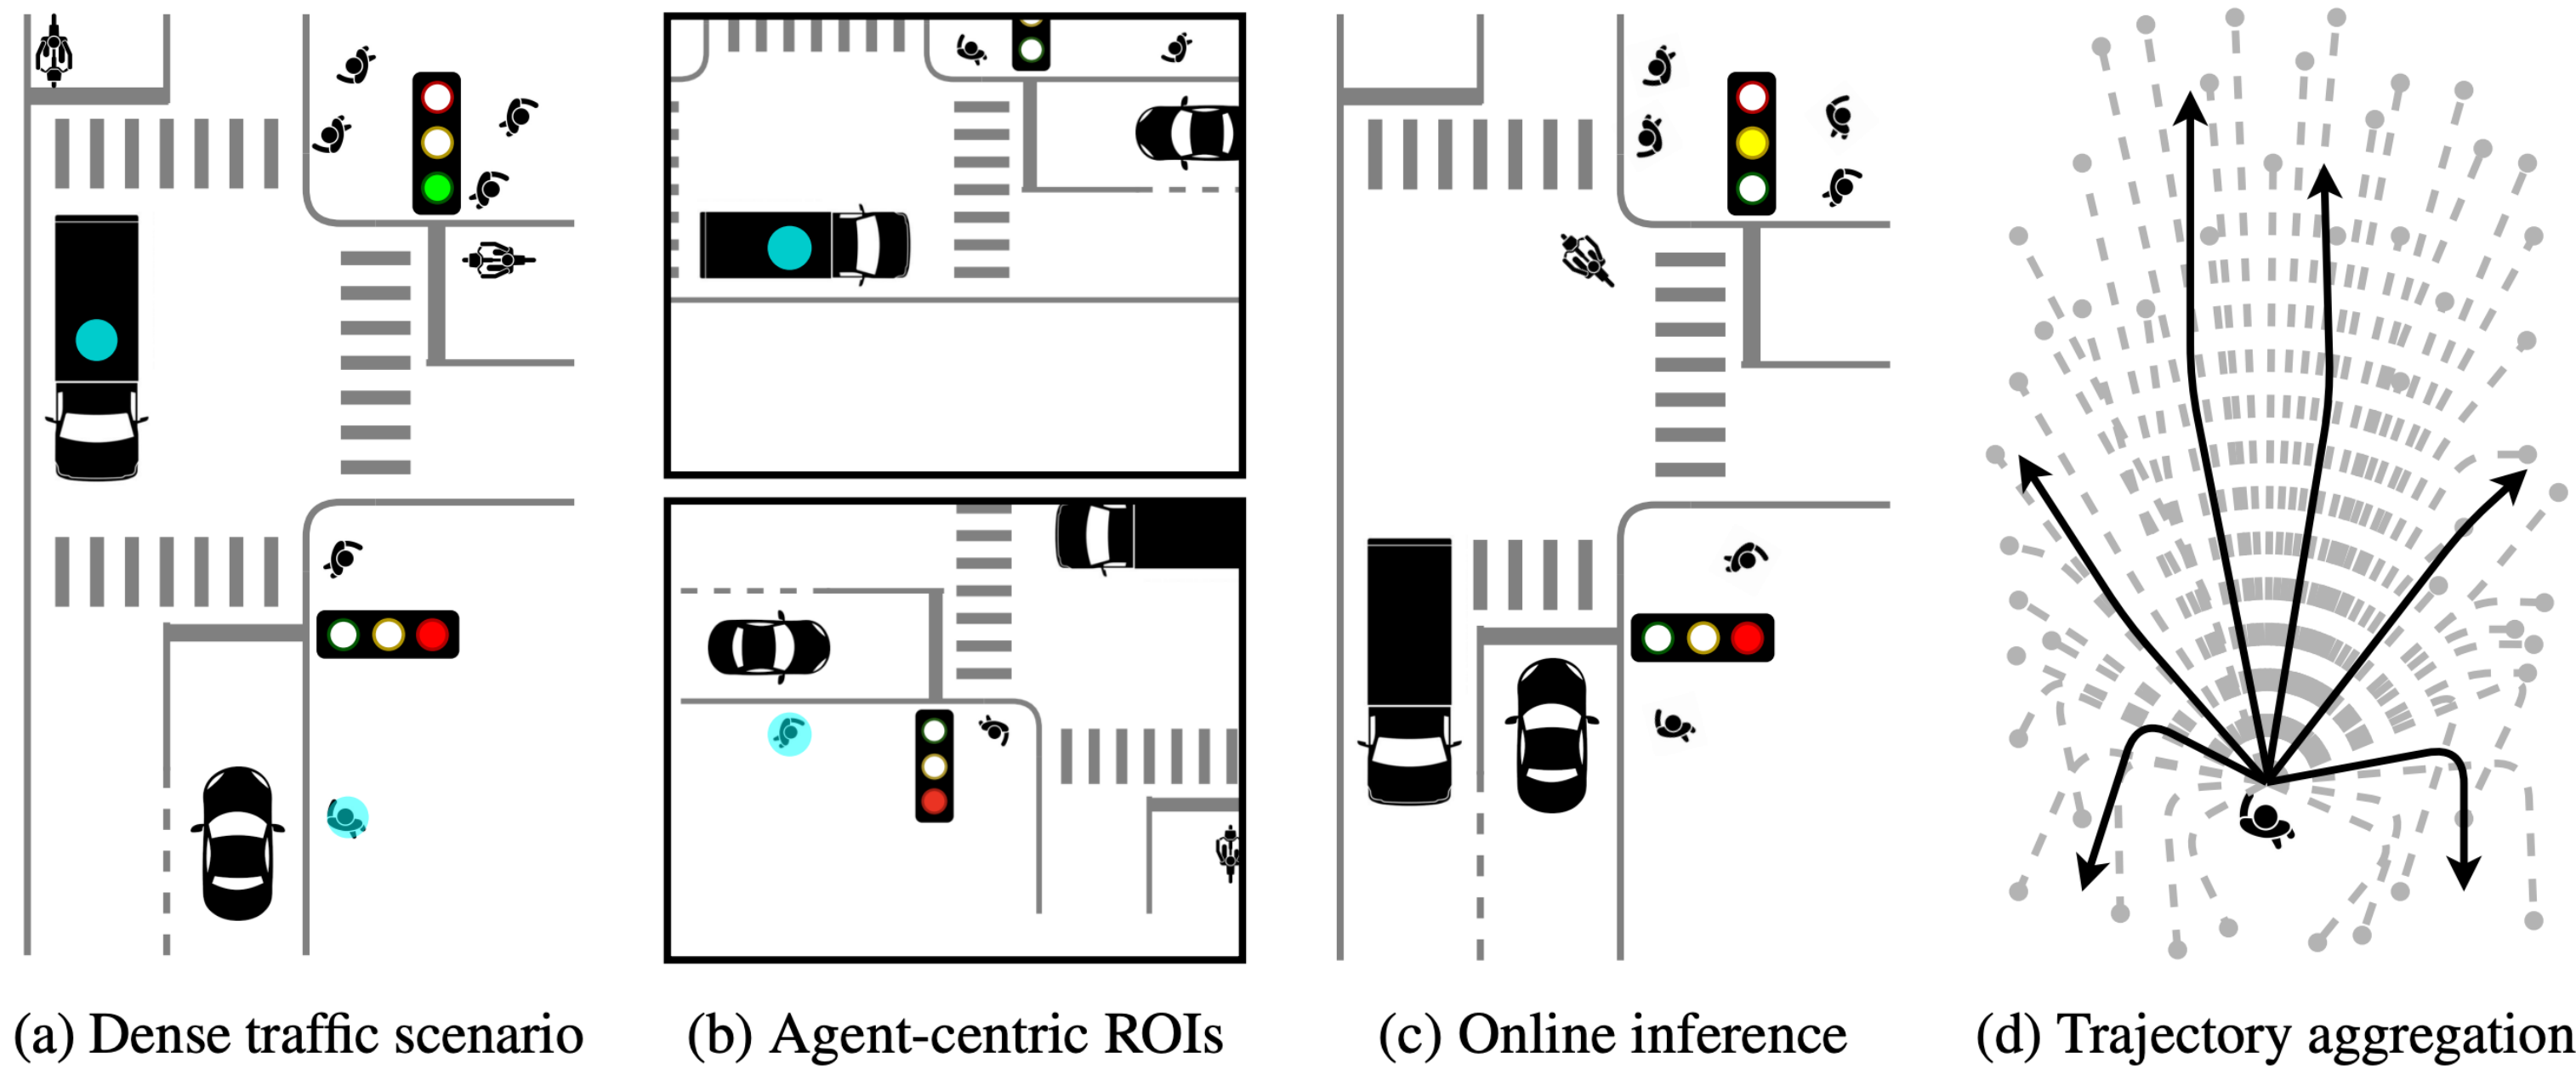 (a) Dense traffic scenario
(b) Agent-centric ROIs
(c) Online inference
(d) Trajectory aggregation